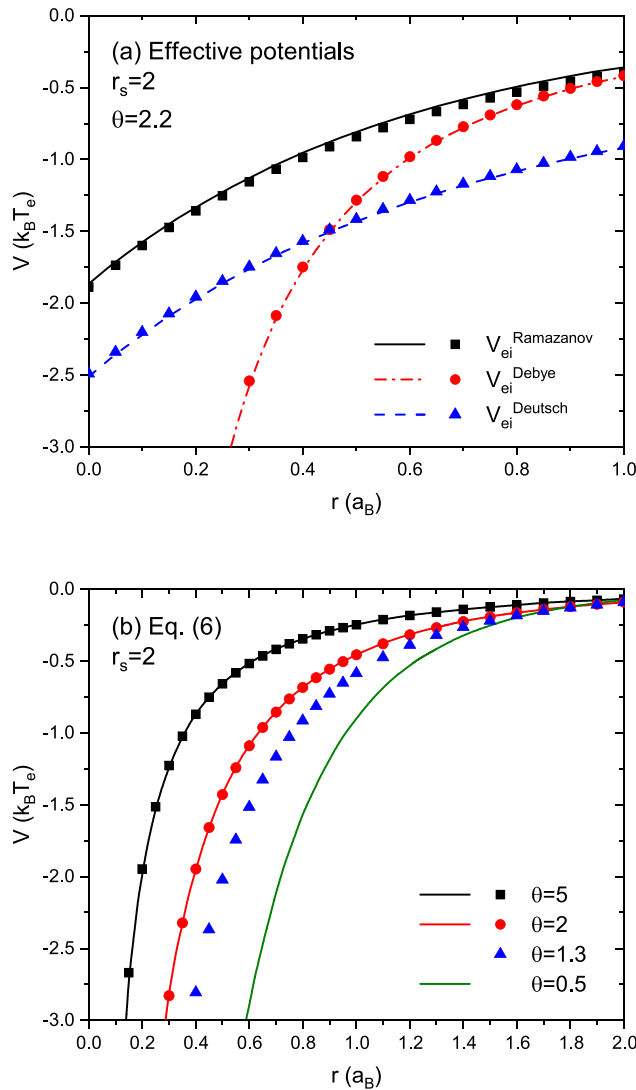 (a) Effective potentials
r_s=2
θ=2.2
0.0
-0.5
-1.0
-1.5
-2.0
-2.5
-3.0
V (k_BT_e)
V_ei^Ramazanov
V_ei^Debye
V_ei^Deutsch
0.0 0.2 0.4 0.6 0.8 1.0
r (a_B)
(b) Eq. (6)
r_s=2
0.0
-0.5
-1.0
-1.5
-2.0
-2.5
-3.0
V (k_BT_e)
θ=5
θ=2
θ=1.3
θ=0.5
0.0 0.2 0.4 0.6 0.8 1.0 1.2 1.4 1.6 1.8 2.0
r (a_B)